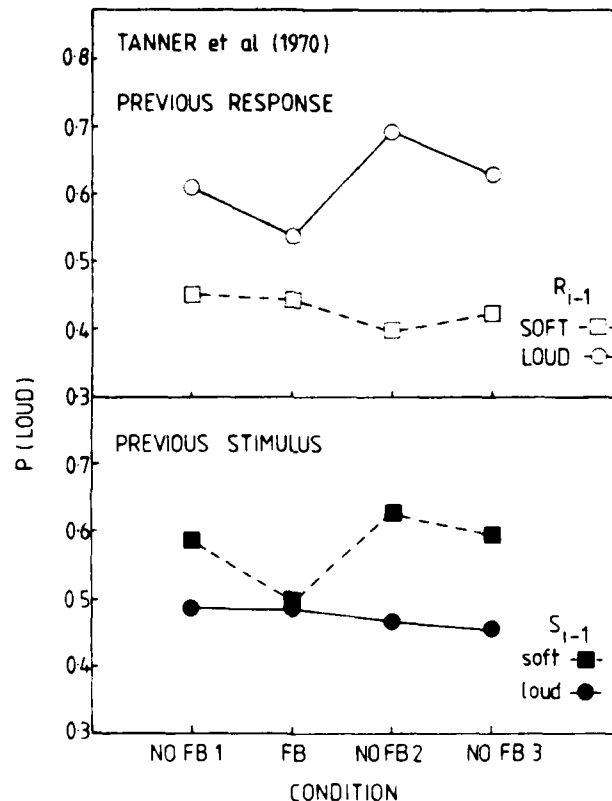 TANNER et al (1970)
PREVIOUS RESPONSE
0·8
0·7
0·6
0·5
0·4
0·3
R i-1
SOFT
LOUD
P (LOUD)
PREVIOUS STIMULUS
0·7
0·6
0·5
0·4
0·3
S i-1
soft
loud
NO FB 1 FB NO FB 2 NO FB 3
CONDITION